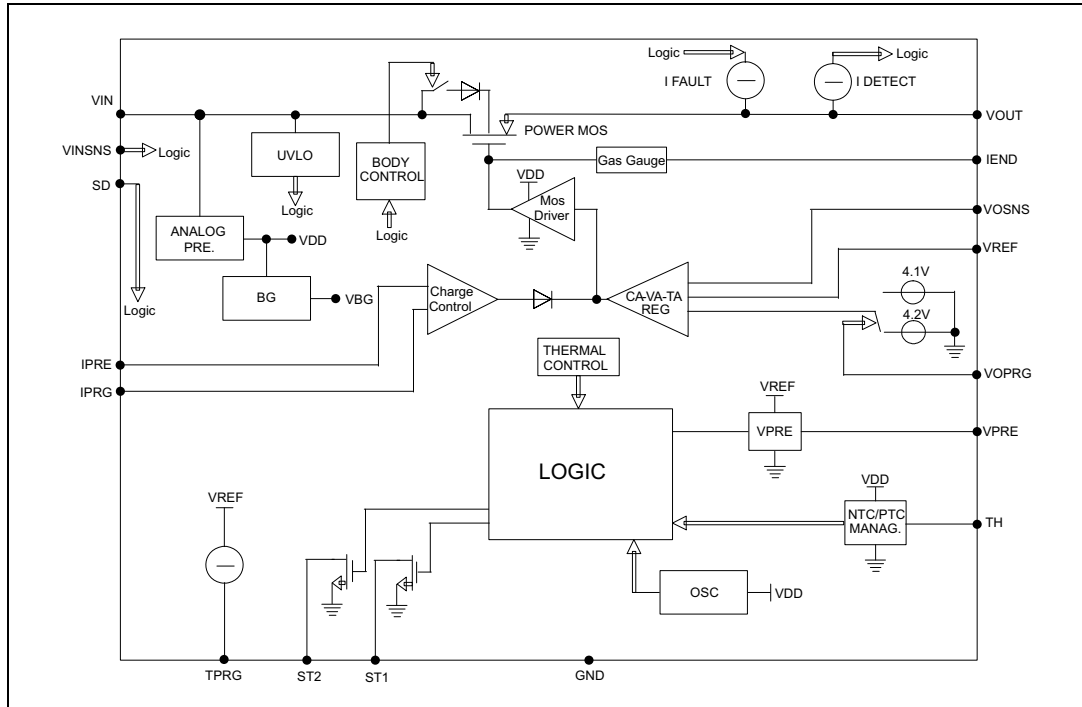 Logic
Logic
I FAULT
I DETECT
VIN
VOUT
POWER MOS
VINSNS
Logic
UVLO
BODY
CONTROL
Gas Gauge
IEND
SD
VDD
Mos
Driver
Logic
VOSNS
ANALOG
PRE.
VDD
Logic
VREF
4.1V
BG
VBG
Charge
Control
CA-VA-TA
REG
4.2V
Logic
THERMAL
CONTROL
IPRE
VOPRG
IPRG
VREF
VPRE
VPRE
LOGIC
VDD
VREF
NTC/PTC
MANAG.
TH
OSC
VDD
TPRG
ST2
ST1
GND